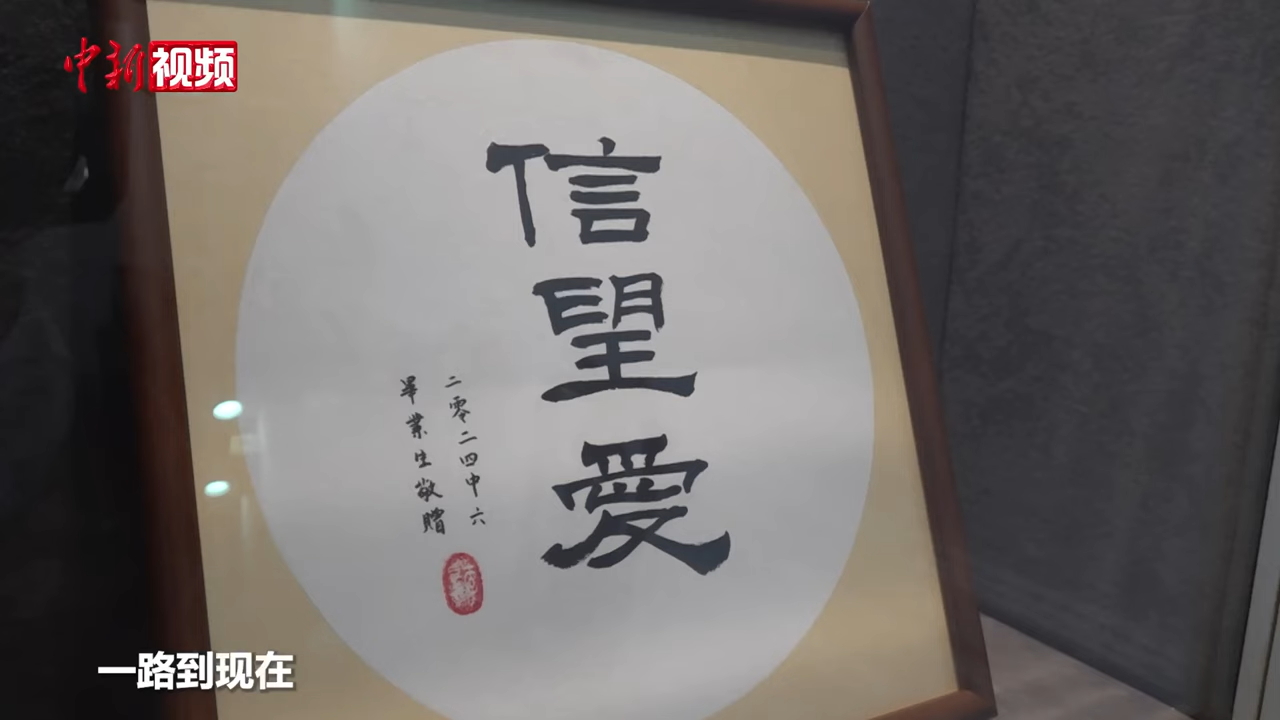 中新视频
信望愛
二零二四中六
畢業生敬贈
一路到现在